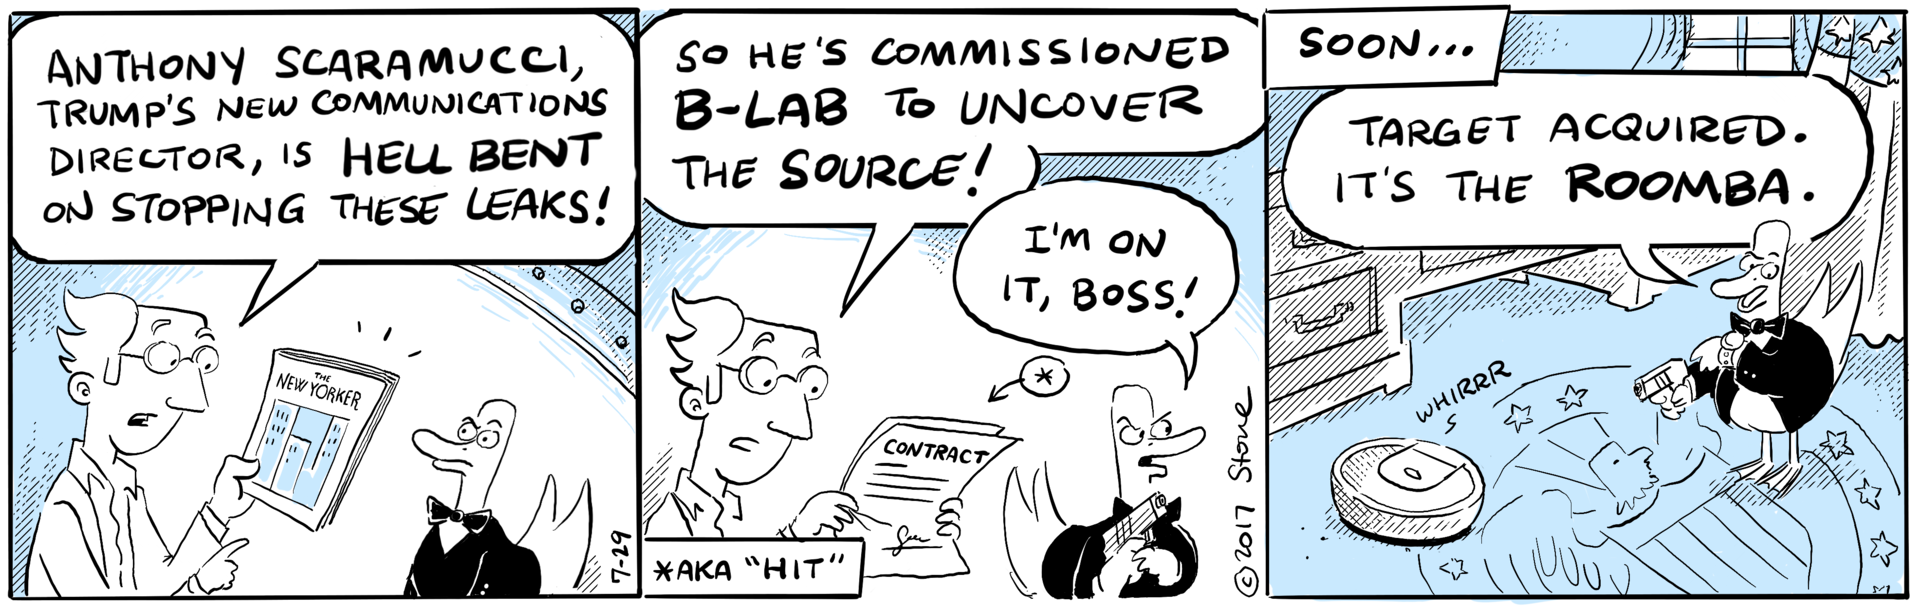 ANTHONY SCARAMUCCI,
TRUMP'S NEW COMMUNICATIONS
DIRECTOR, IS HELL BENT
ON STOPPING THESE LEAKS!
THE
NEW YORKER
7-29
SO HE'S COMMISSIONED
B-LAB TO UNCOVER
THE SOURCE!
I'M ON
IT, BOSS!
*
CONTRACT
*AKA "HIT"
©2017 Stone
SOON...
TARGET ACQUIRED.
IT'S THE ROOMBA.
WHIRRR